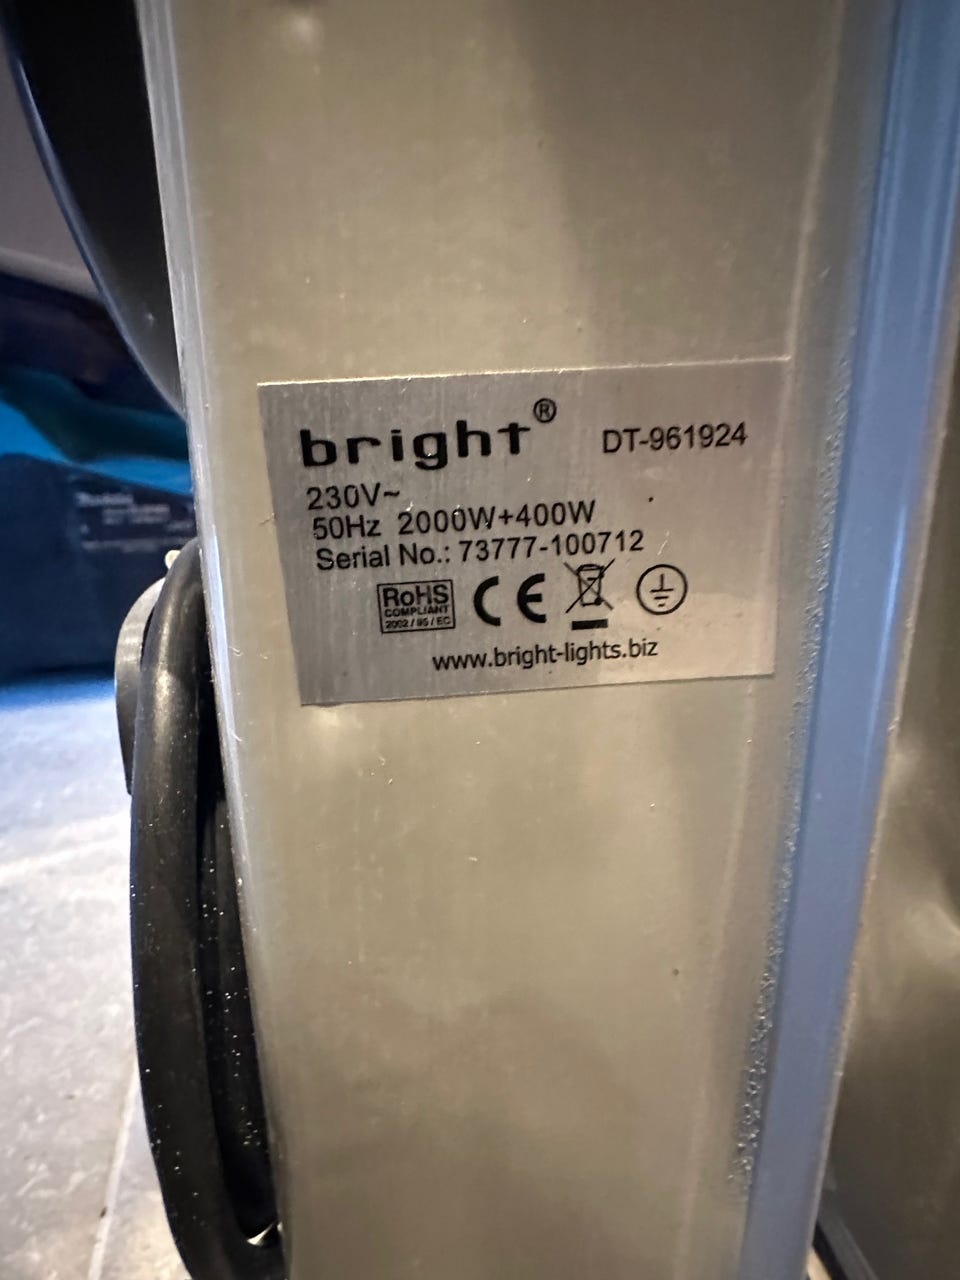 bright® DT-961924
230V~
50Hz 2000W+400W
Serial No.: 73777-100712
RoHS
COMPLIANT
2002/95/EC
CE
www.bright-lights.biz